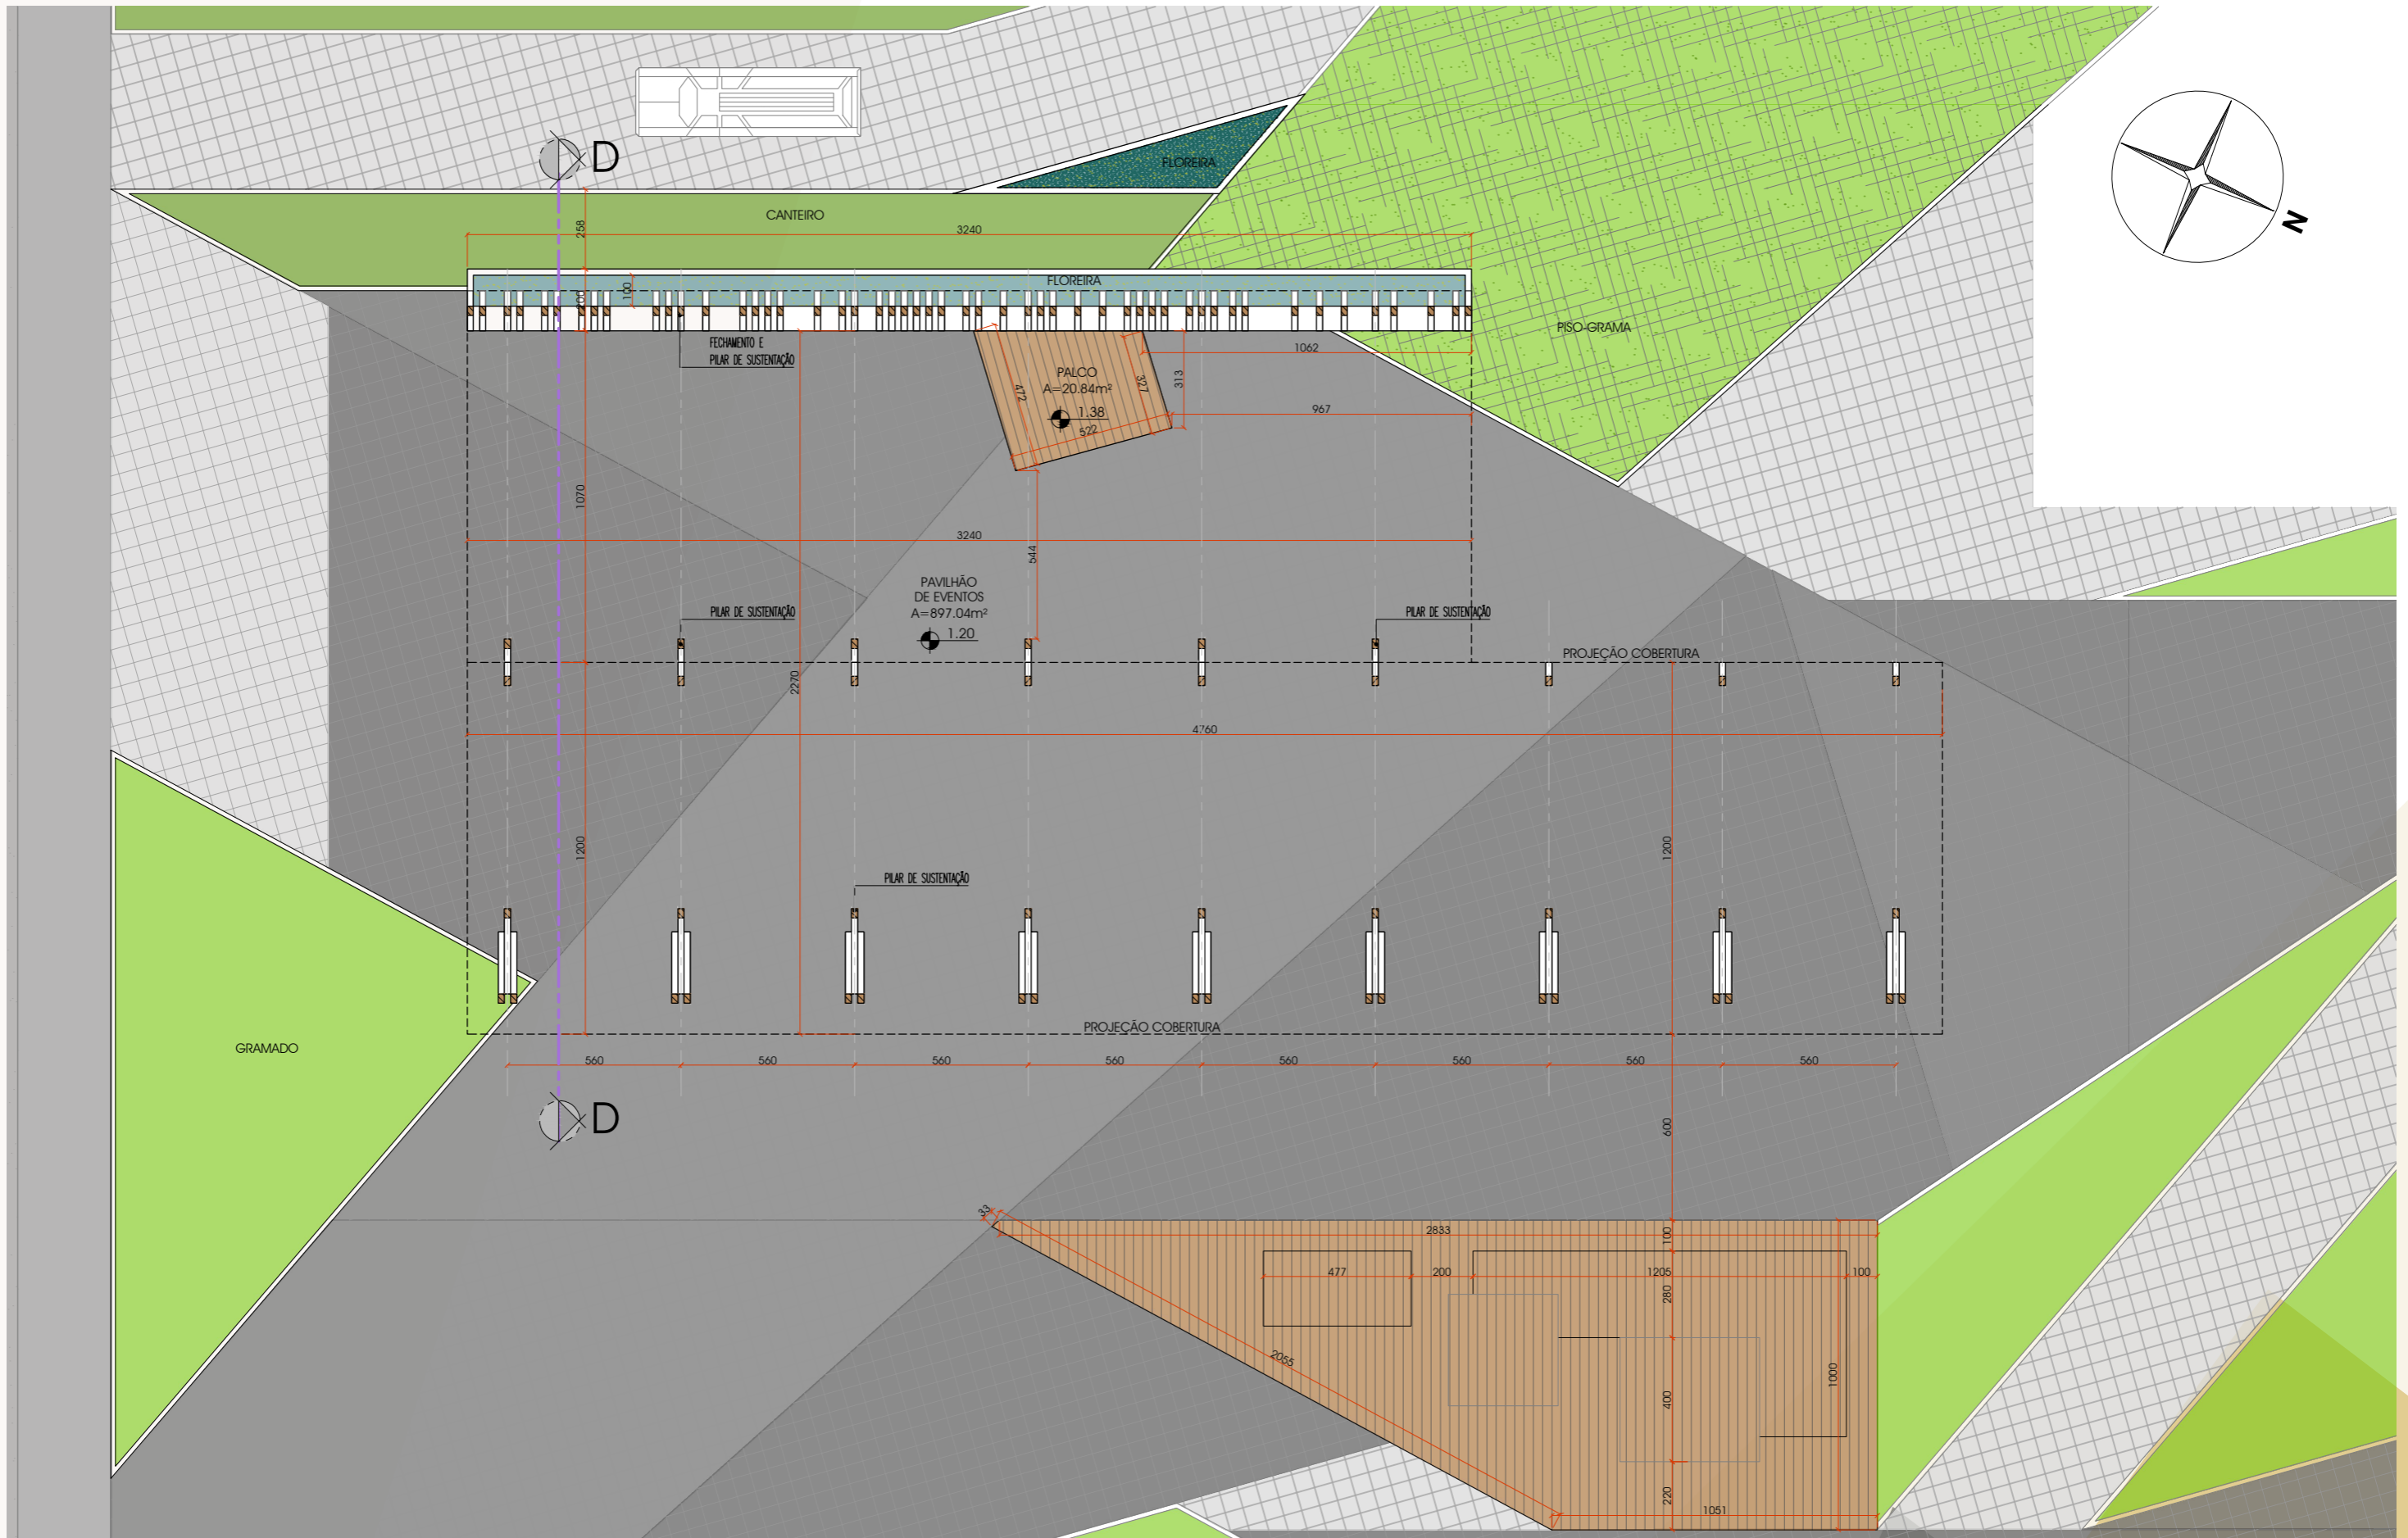 D
FLOREIRA
CANTEIRO
258
3240
FLOREIRA
200
100
FECHAMENTO E
PILAR DE SUSTENTAÇÃO
PISO-GRAMA
1062
PALCO
A=20.84m²
1.38
472
327
313
522
967
N
1070
3240
544
PAVILHÃO
DE EVENTOS
A=897.04m²
1.20
PILAR DE SUSTENTAÇÃO
PILAR DE SUSTENTAÇÃO
PROJEÇÃO COBERTURA
2270
4760
1200
1200
PILAR DE SUSTENTAÇÃO
PROJEÇÃO COBERTURA
GRAMADO
560
560
560
560
560
560
560
560
D
600
33
2833
100
477
200
1205
100
280
2055
400
1000
220
1051